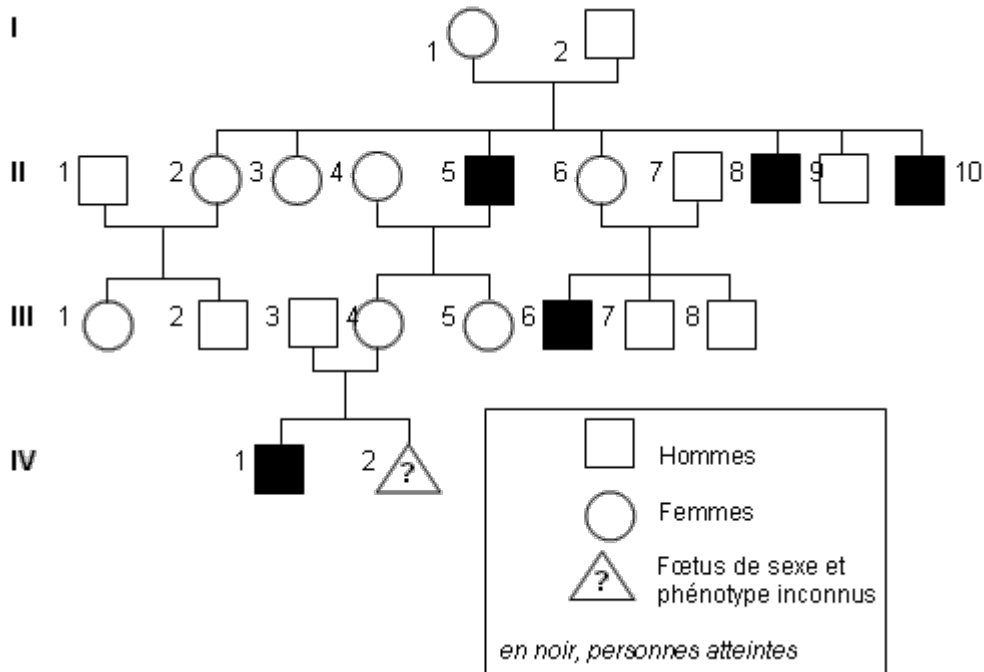 I
1 2
II 1 2 3 4 5 6 7 8 9 10
III 1 2 3 4 5 6 7 8
IV 1 2 ?
Hommes
Femmes
? Fœtus de sexe et
phénotype inconnus
en noir, personnes atteintes